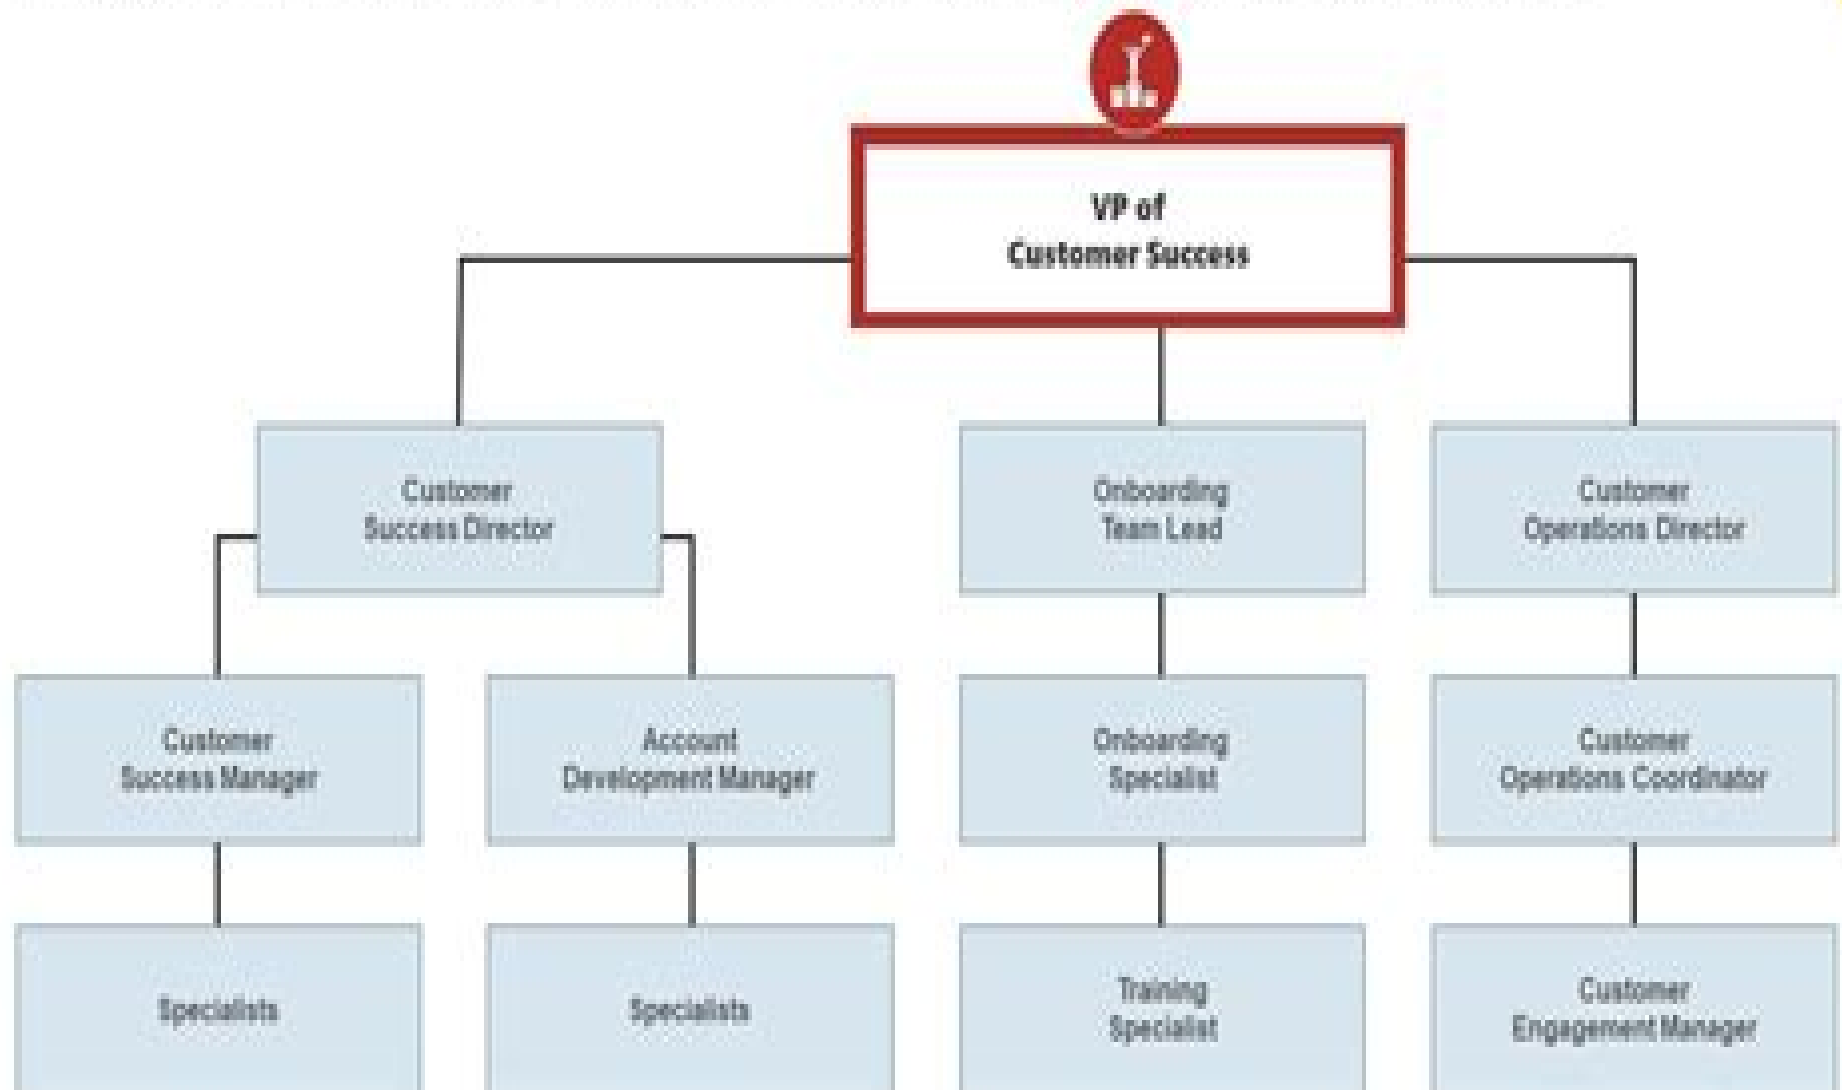 VP of
Customer Success
Customer
Success Director
Onboarding
Team Lead
Customer
Operations Director
Customer
Success Manager
Account
Development Manager
Onboarding
Specialist
Customer
Operations Coordinator
Specialists
Specialists
Training
Specialist
Customer
Engagement Manager